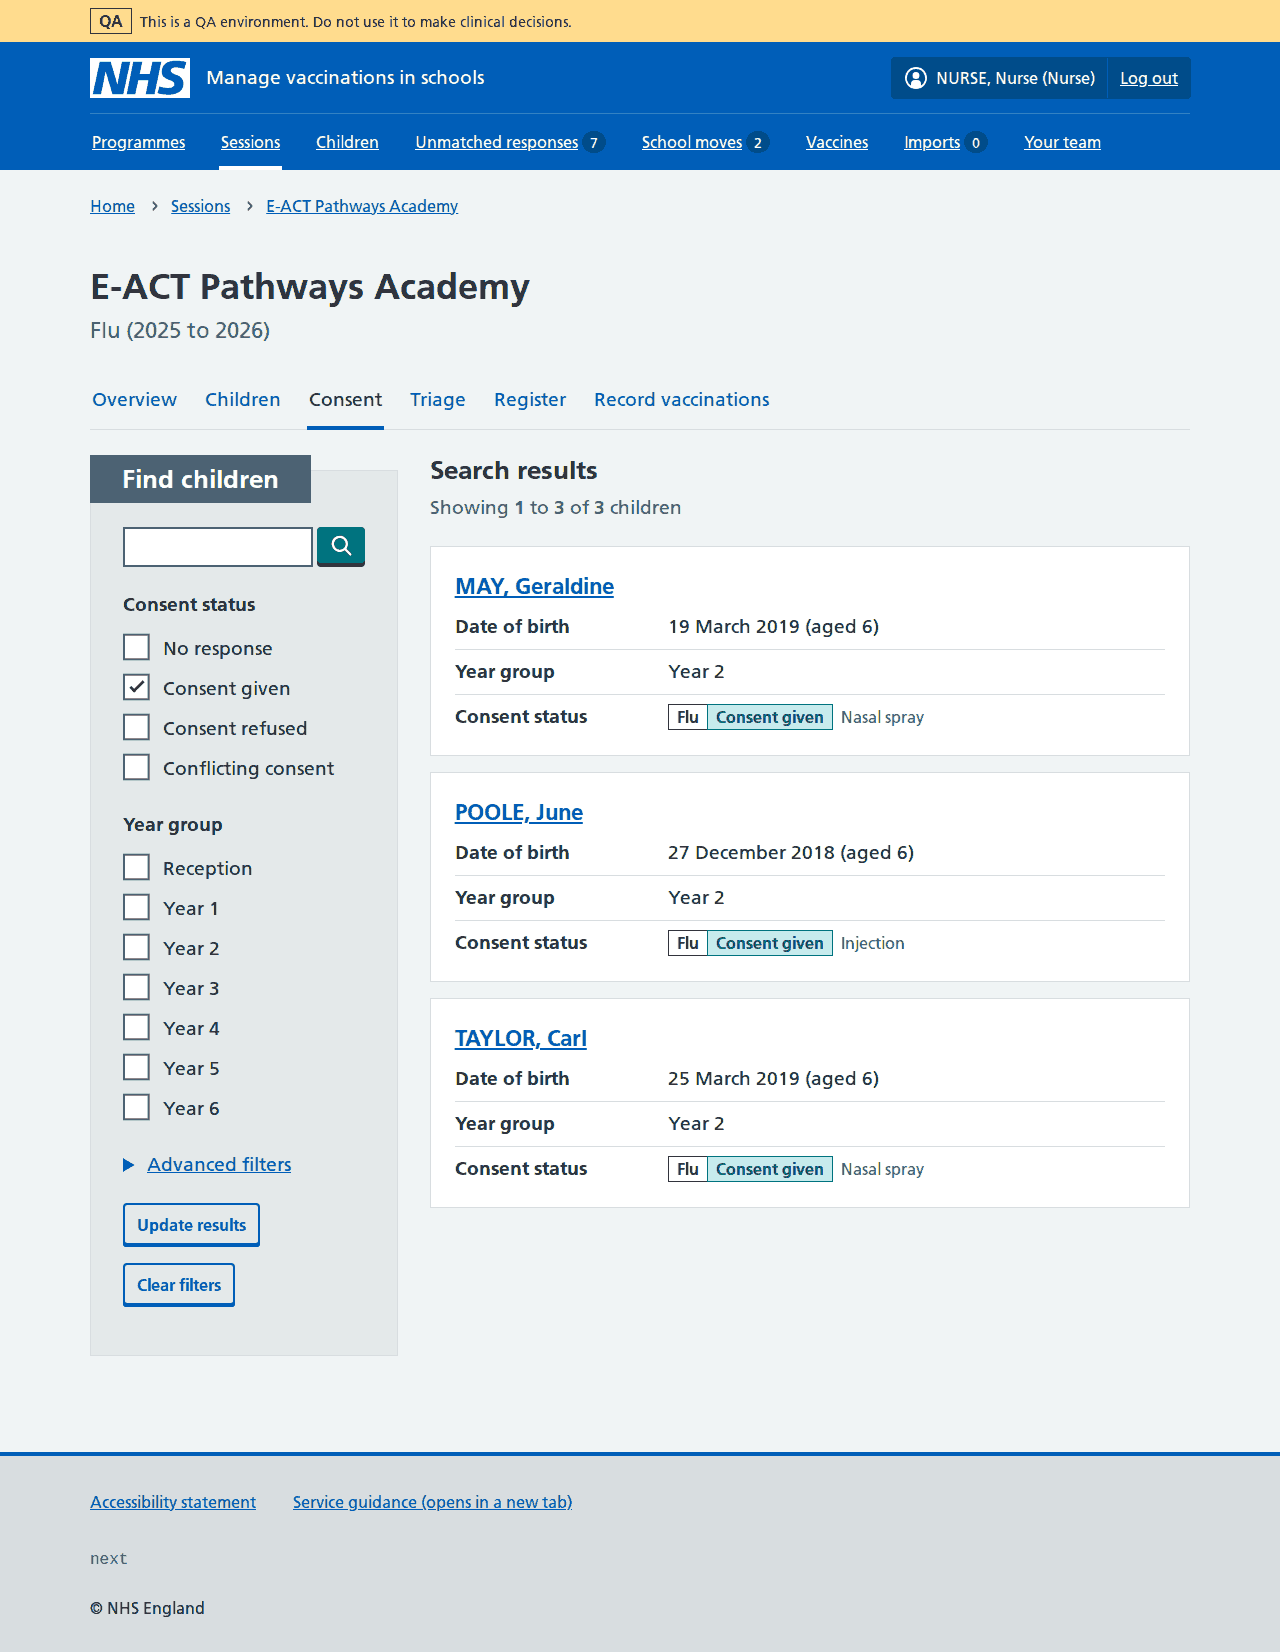 QA This is a QA environment. Do not use it to make clinical decisions.
NHS Manage vaccinations in schools NURSE, Nurse (Nurse) Log out
Programmes Sessions Children Unmatched responses 7 School moves 2 Vaccines Imports 0 Your team
Home Sessions E-ACT Pathways Academy
E-ACT Pathways Academy
Flu (2025 to 2026)
Overview Children Consent Triage Register Record vaccinations
Find children
Consent status
No response
Consent given
Consent refused
Conflicting consent
Year group
Reception
Year 1
Year 2
Year 3
Year 4
Year 5
Year 6
Advanced filters
Update results
Clear filters
Search results
Showing 1 to 3 of 3 children
MAY, Geraldine
Date of birth 19 March 2019 (aged 6)
Year group Year 2
Consent status Flu Consent given Nasal spray
POOLE, June
Date of birth 27 December 2018 (aged 6)
Year group Year 2
Consent status Flu Consent given Injection
TAYLOR, Carl
Date of birth 25 March 2019 (aged 6)
Year group Year 2
Consent status Flu Consent given Nasal spray
Accessibility statement Service guidance (opens in a new tab)
next
© NHS England